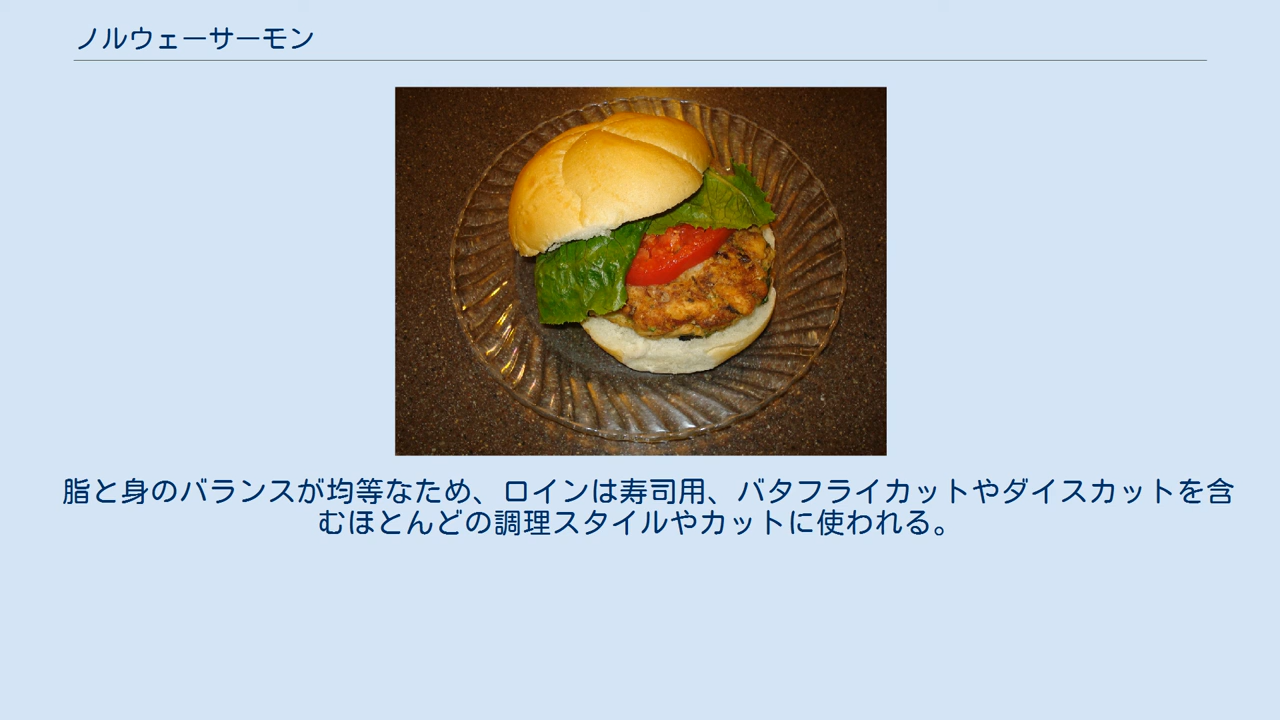 ノルウェーサーモン
脂と身のバランスが均等なため、ロインは寿司用、バタフライカットやダイスカットを含
むほとんどの調理スタイルやカットに使われる。